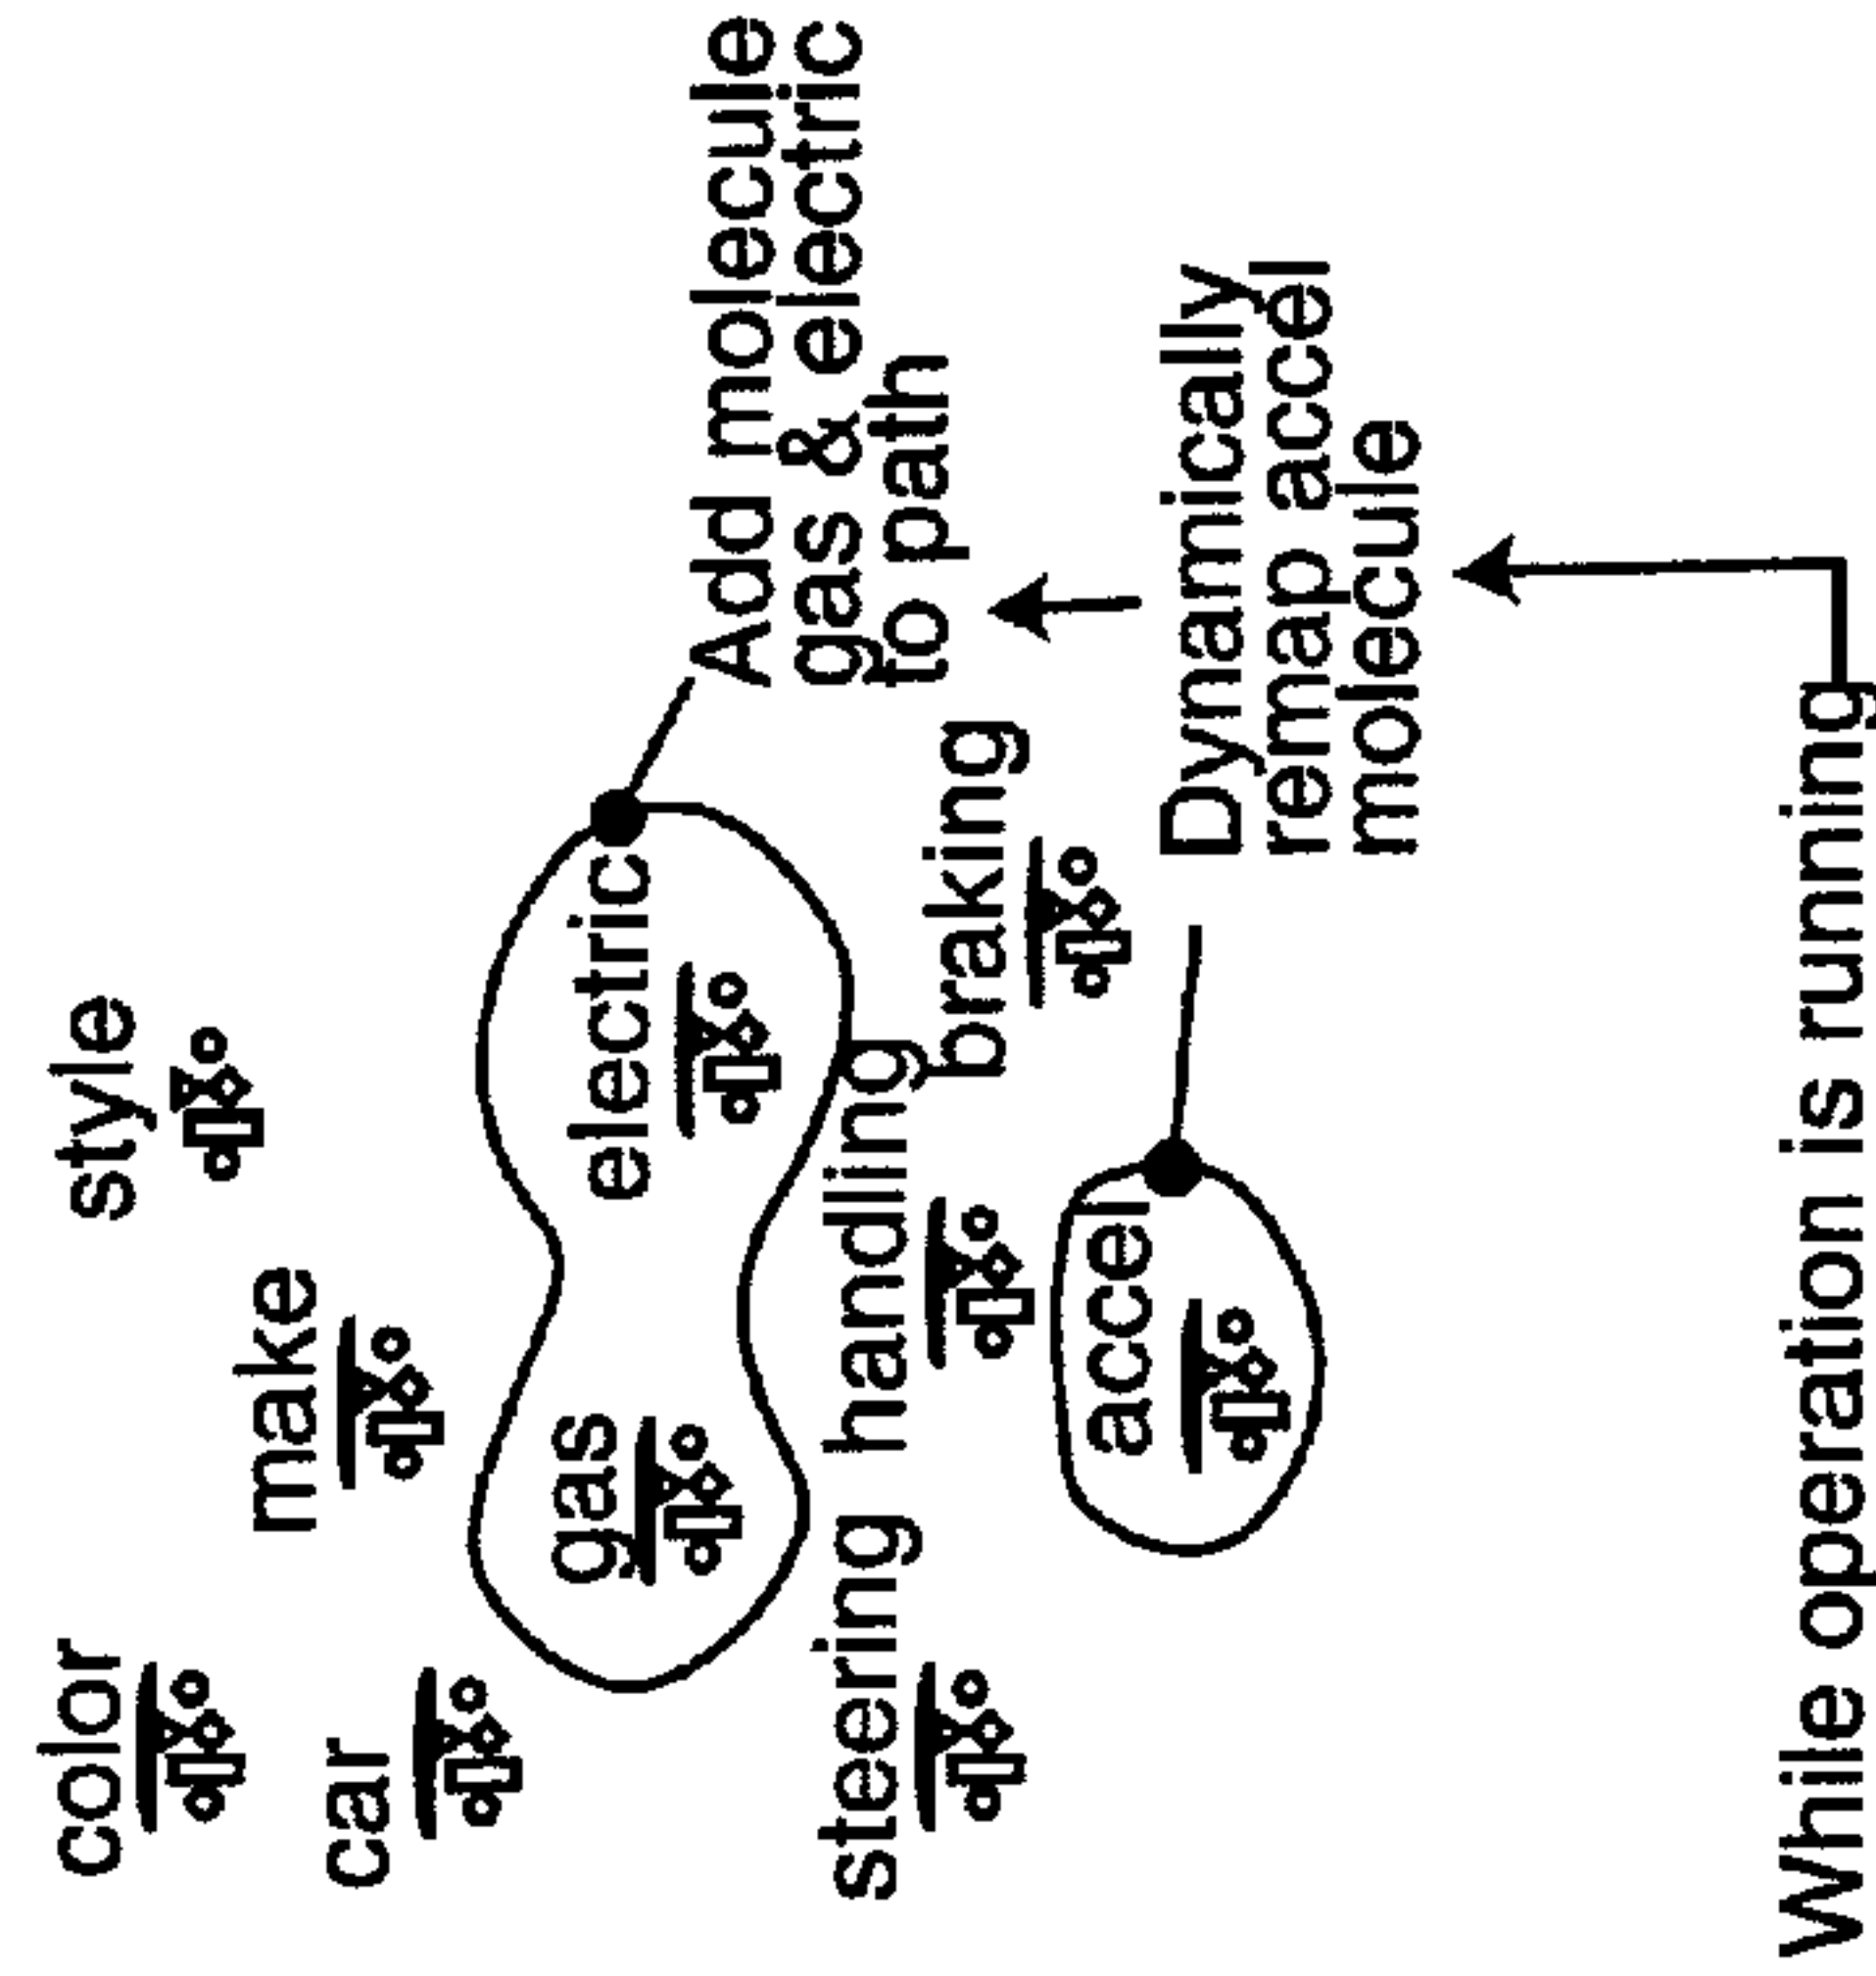 color
style
car
make
gas
electric
Add molecule
gas & electric
to path
steering
handling
braking
accel
Dynamically
remap accel
molecule
While operation is running